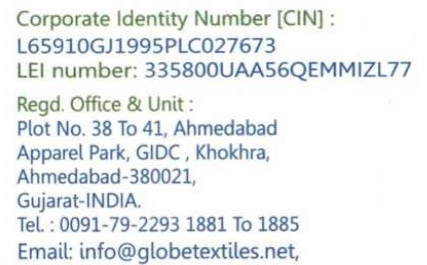 Corporate Identity Number [CIN] :
L65910GJ1995PLC027673
LEI number: 335800UAA56QEMMIZL77
Regd. Office & Unit :
Plot No. 38 To 41, Ahmedabad
Apparel Park, GIDC , Khokhra,
Ahmedabad-380021,
Gujarat-INDIA.
Tel. : 0091-79-2293 1881 To 1885
Email: info@globetextiles.net,